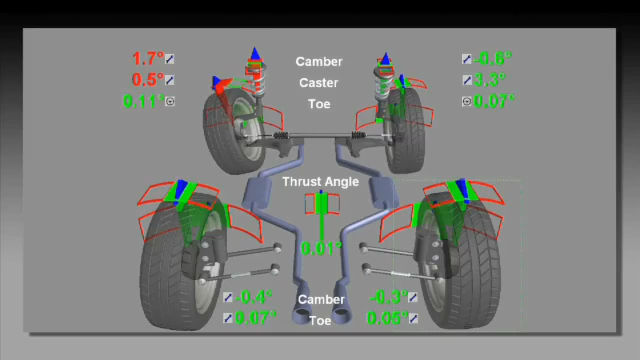 1.7° Camber -0.6°
0.5° Caster 3.3°
0.11° Toe 0.07°
Thrust Angle
0.01°
-0.4° Camber -0.3°
0.07° Toe 0.05°